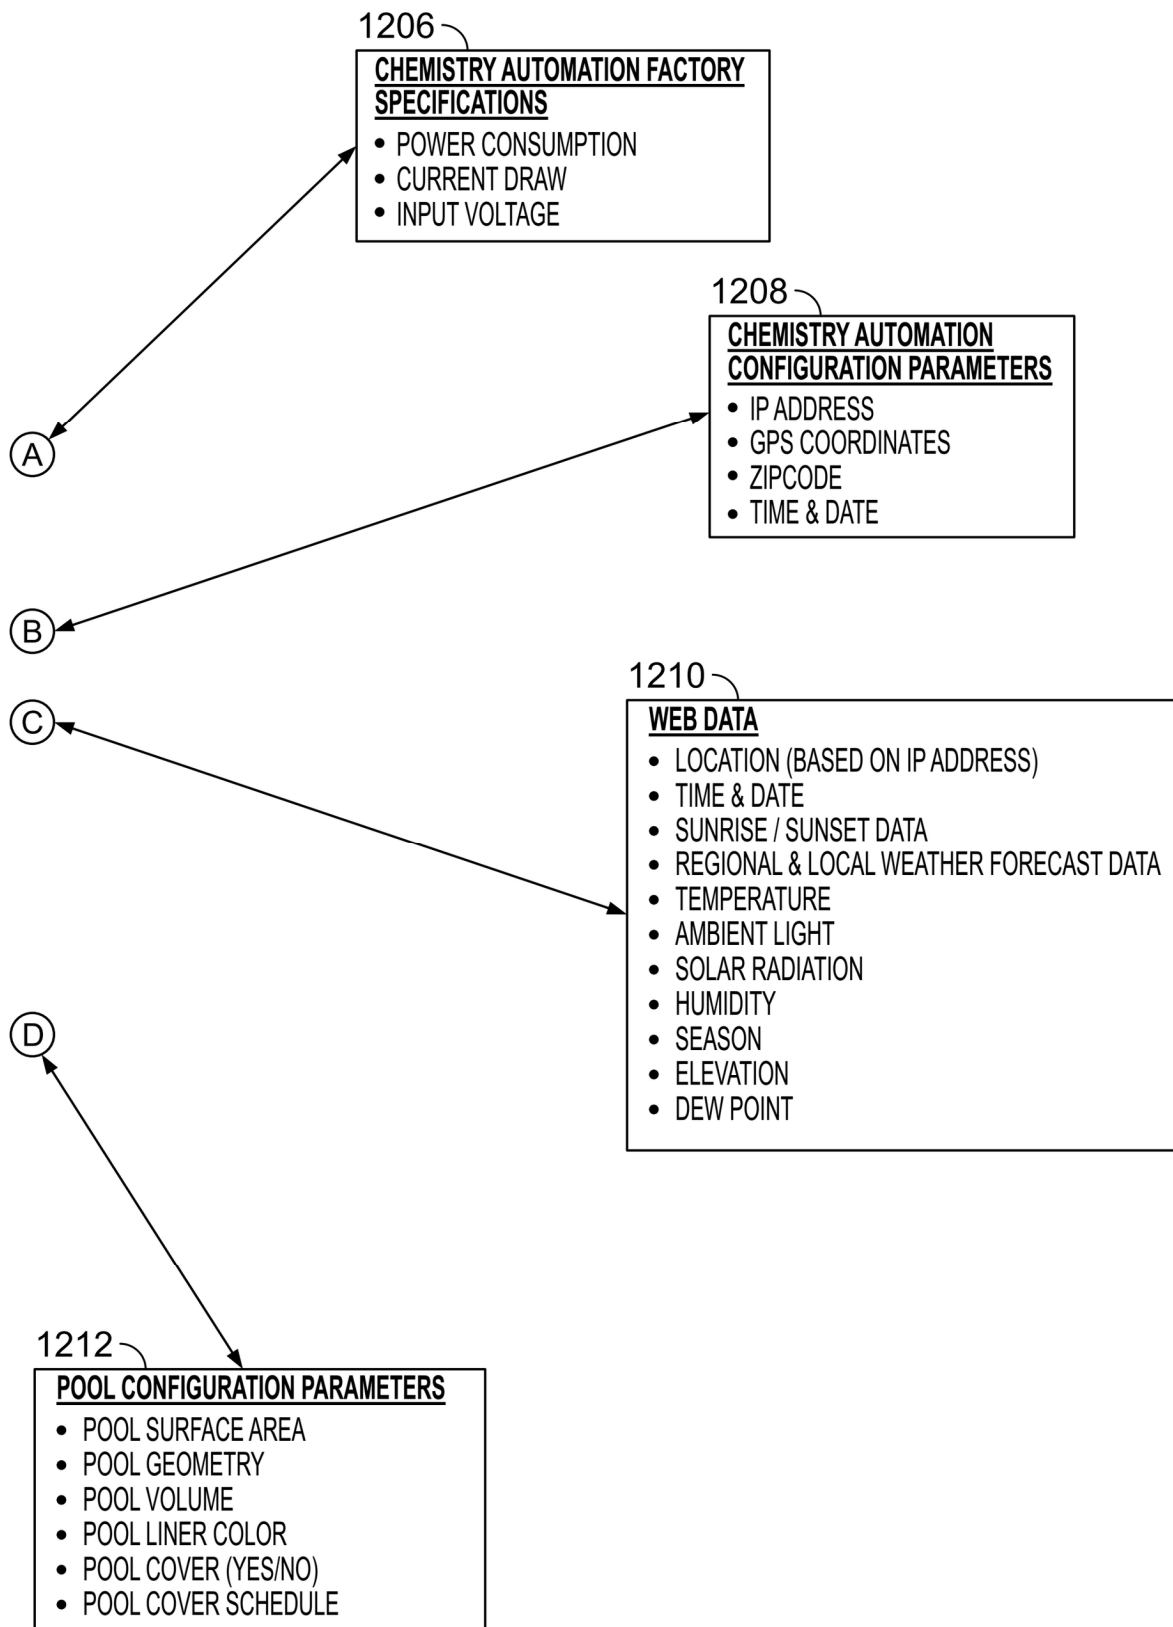 1206
CHEMISTRY AUTOMATION FACTORY
SPECIFICATIONS
• POWER CONSUMPTION
• CURRENT DRAW
• INPUT VOLTAGE
1208
CHEMISTRY AUTOMATION
CONFIGURATION PARAMETERS
• IP ADDRESS
• GPS COORDINATES
• ZIPCODE
• TIME & DATE
A
B
C
1210
WEB DATA
• LOCATION (BASED ON IP ADDRESS)
• TIME & DATE
• SUNRISE / SUNSET DATA
• REGIONAL & LOCAL WEATHER FORECAST DATA
• TEMPERATURE
• AMBIENT LIGHT
• SOLAR RADIATION
• HUMIDITY
• SEASON
• ELEVATION
• DEW POINT
D
1212
POOL CONFIGURATION PARAMETERS
• POOL SURFACE AREA
• POOL GEOMETRY
• POOL VOLUME
• POOL LINER COLOR
• POOL COVER (YES/NO)
• POOL COVER SCHEDULE